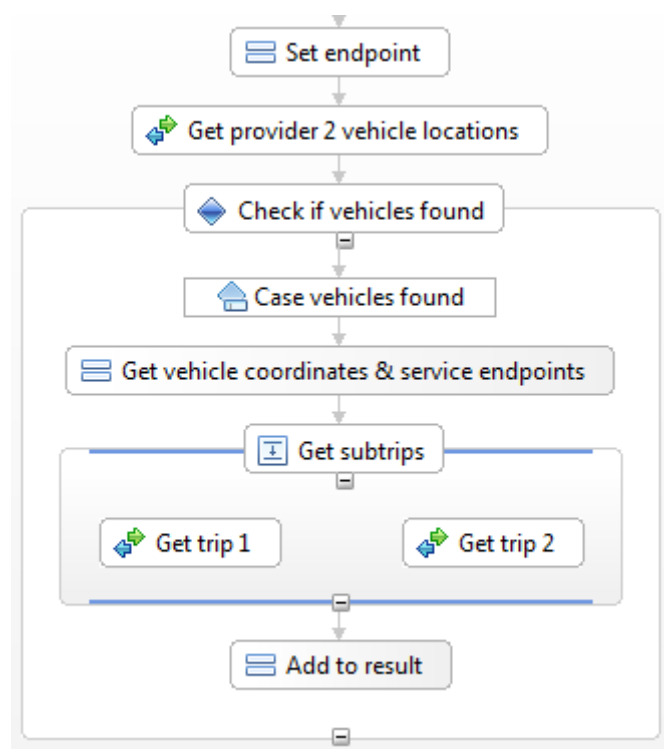 Set endpoint
Get provider 2 vehicle locations
Check if vehicles found
Case vehicles found
Get vehicle coordinates & service endpoints
Get subtrips
Get trip 1
Get trip 2
Add to result